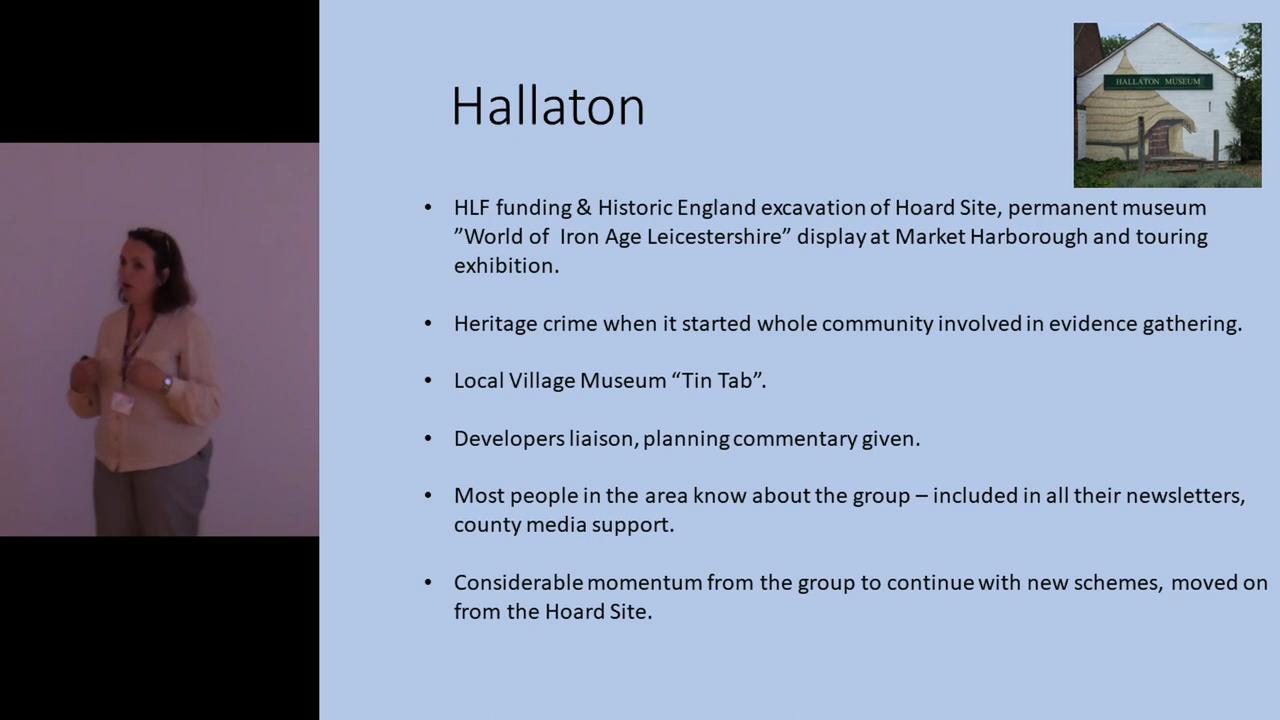 HALLATON MUSEUM
Hallaton
• HLF funding & Historic England excavation of Hoard Site, permanent museum
”World of Iron Age Leicestershire” display at Market Harborough and touring
exhibition.
• Heritage crime when it started whole community involved in evidence gathering.
• Local Village Museum “Tin Tab”.
• Developers liaison, planning commentary given.
• Most people in the area know about the group – included in all their newsletters,
county media support.
• Considerable momentum from the group to continue with new schemes, moved on
from the Hoard Site.